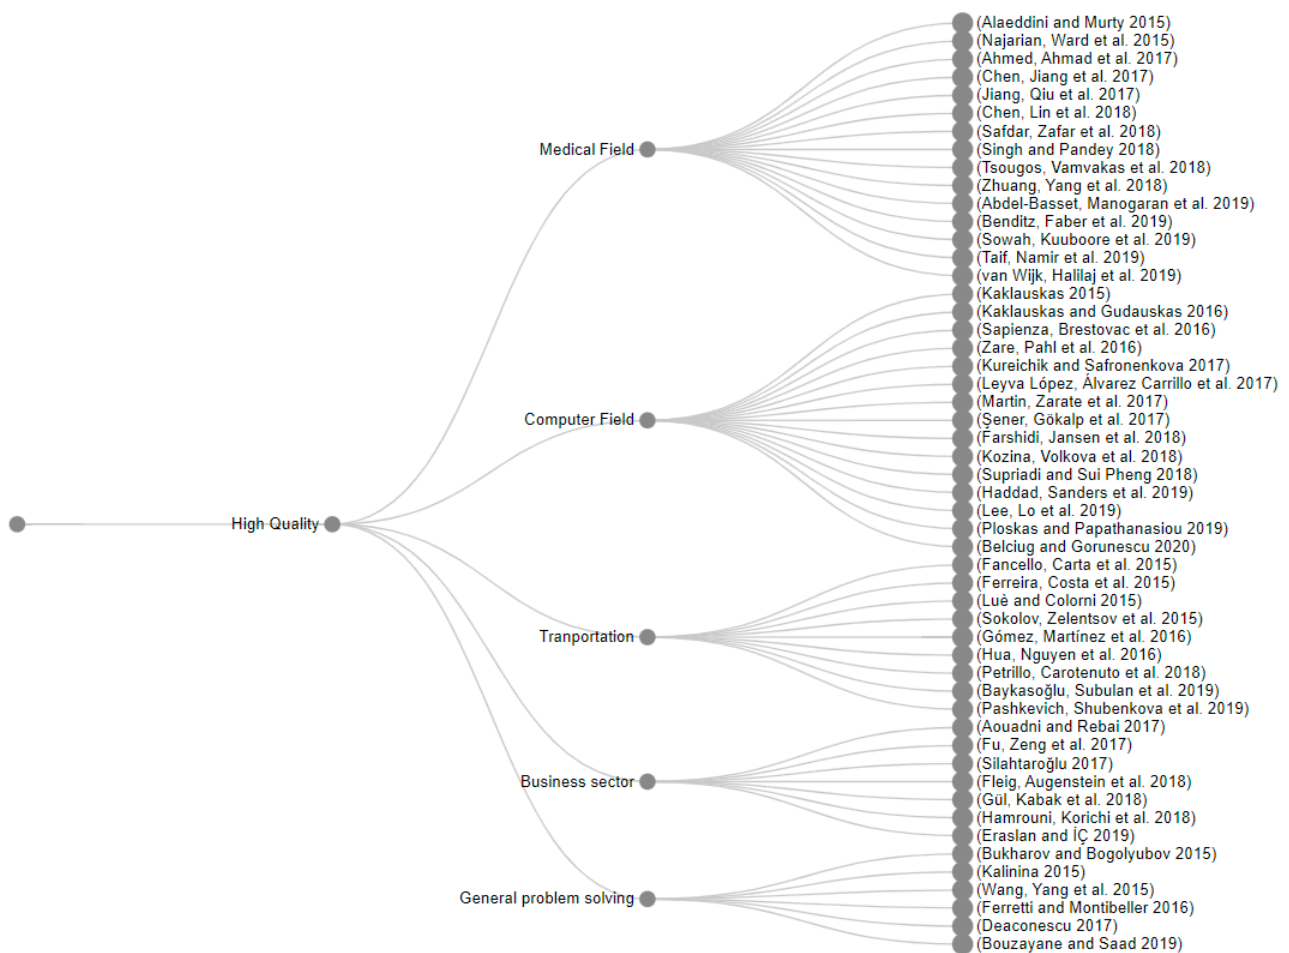 (Alaeddini and Murty 2015)
(Najarian, Ward et al. 2015)
(Ahmed, Ahmad et al. 2017)
(Chen, Jiang et al. 2017)
(Jiang, Qiu et al. 2017)
(Chen, Lin et al. 2018)
(Safdar, Zafar et al. 2018)
Medical Field
(Singh and Pandey 2018)
(Tsougos, Vamvakas et al. 2018)
(Zhuang, Yang et al. 2018)
(Abdel-Basset, Manogaran et al. 2019)
(Benditz, Faber et al. 2019)
(Sowah, Kuuboore et al. 2019)
(Taif, Namir et al. 2019)
(van Wijk, Halilaj et al. 2019)
(Kaklauskas 2015)
(Kaklauskas and Gudauskas 2016)
(Sapienza, Brestovac et al. 2016)
(Zare, Pahl et al. 2016)
(Kureichik and Safronenkova 2017)
(Leyva López, Álvarez Carrillo et al. 2017)
(Martin, Zarate et al. 2017)
Computer Field
(Şener, Gökalp et al. 2017)
(Farshidi, Jansen et al. 2018)
(Kozina, Volkova et al. 2018)
(Supriadi and Sui Pheng 2018)
(Haddad, Sanders et al. 2019)
(Lee, Lo et al. 2019)
High Quality
(Ploskas and Papathanasiou 2019)
(Belciug and Gorunescu 2020)
(Fancello, Carta et al. 2015)
(Ferreira, Costa et al. 2015)
(Luè and Colorni 2015)
(Sokolov, Zelentsov et al. 2015)
Tranportation
(Gómez, Martínez et al. 2016)
(Hua, Nguyen et al. 2016)
(Petrillo, Carotenuto et al. 2018)
(Baykasoğlu, Subulan et al. 2019)
(Pashkevich, Shubenkova et al. 2019)
(Aouadni and Rebai 2017)
(Fu, Zeng et al. 2017)
(Silahtaroğlu 2017)
Business sector
(Fleig, Augenstein et al. 2018)
(Gül, Kabak et al. 2018)
(Hamrouni, Korichi et al. 2018)
(Eraslan and İÇ 2019)
(Bukharov and Bogolyubov 2015)
(Kalinina 2015)
(Wang, Yang et al. 2015)
General problem solving
(Ferretti and Montibeller 2016)
(Deaconescu 2017)
(Bouzayane and Saad 2019)